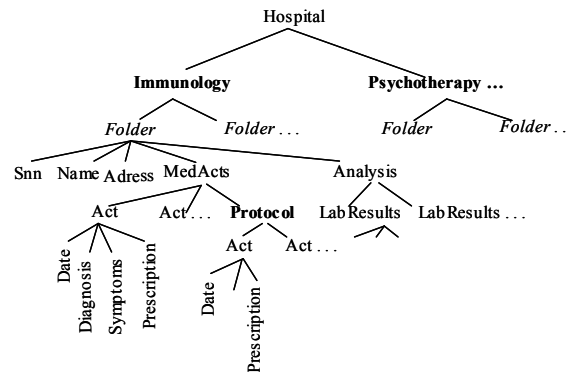 Hospital
Immunology Psychotherapy …
Folder Folder . . . Folder Folder . .
Snn Name Adress MedActs Analysis
Act Act . . . Protocol LabResults LabResults . . .
Act Act . . .
Date Diagnosis Symptoms Prescription
Date Prescription